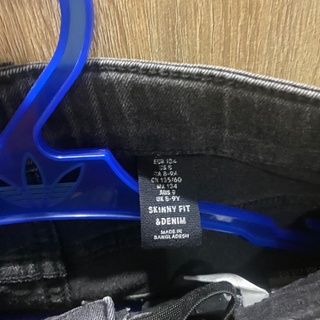 EUR 134
US 9
CA 8-9A
CN 135/60
MX 134
AUS 9
UK 8-9Y
SKINNY FIT
&DENIM
MADE IN
BANGLADESH